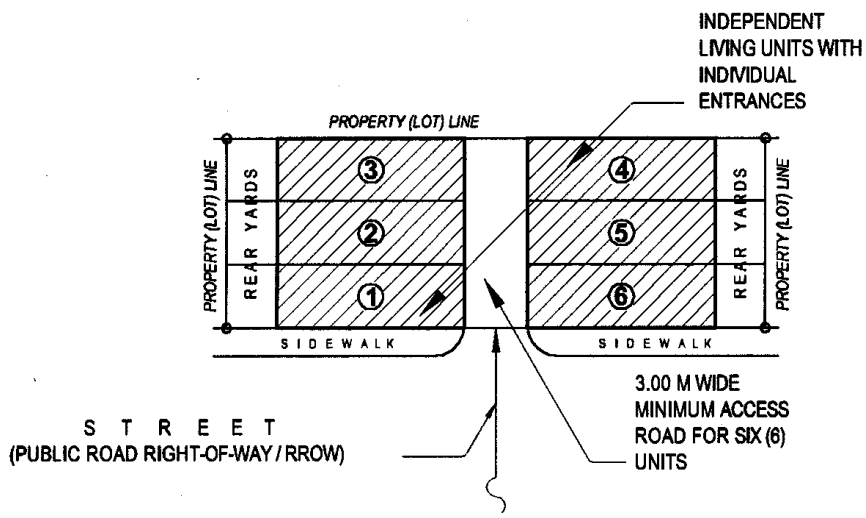 INDEPENDENT
LIVING UNITS WITH
INDIVIDUAL
ENTRANCES
PROPERTY (LOT) LINE
PROPERTY (LOT) LINE
REAR YARDS
3
2
1
4
5
6
REAR YARDS
PROPERTY (LOT) LINE
SIDEWALK
SIDEWALK
STREET
(PUBLIC ROAD RIGHT-OF-WAY / RROW)
3.00 M WIDE
MINIMUM ACCESS
ROAD FOR SIX (6)
UNITS